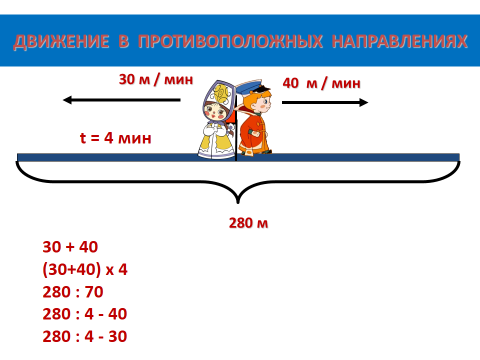 ДВИЖЕНИЕ В ПРОТИВОПОЛОЖНЫХ НАПРАВЛЕНИЯХ
30 м / мин
40 м / мин
t = 4 мин
280 м
30 + 40
(30+40) х 4
280 : 70
280 : 4 - 40
280 : 4 - 30